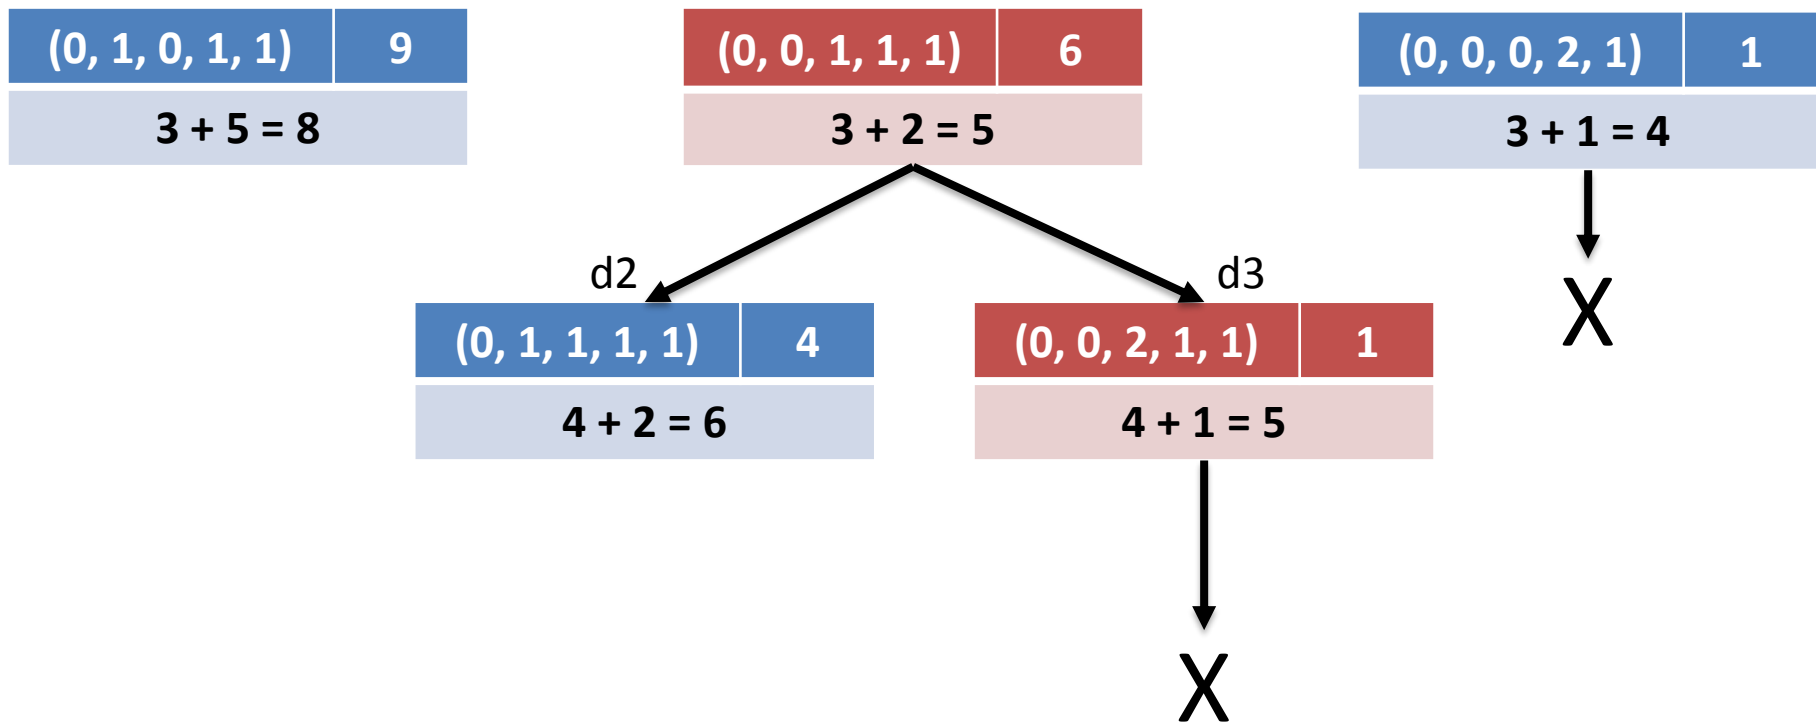 (0, 1, 0, 1, 1) 9
3 + 5 = 8
(0, 0, 1, 1, 1) 6
3 + 2 = 5
(0, 0, 0, 2, 1) 1
3 + 1 = 4
X
d2
(0, 1, 1, 1, 1) 4
4 + 2 = 6
d3
(0, 0, 2, 1, 1) 1
4 + 1 = 5
X